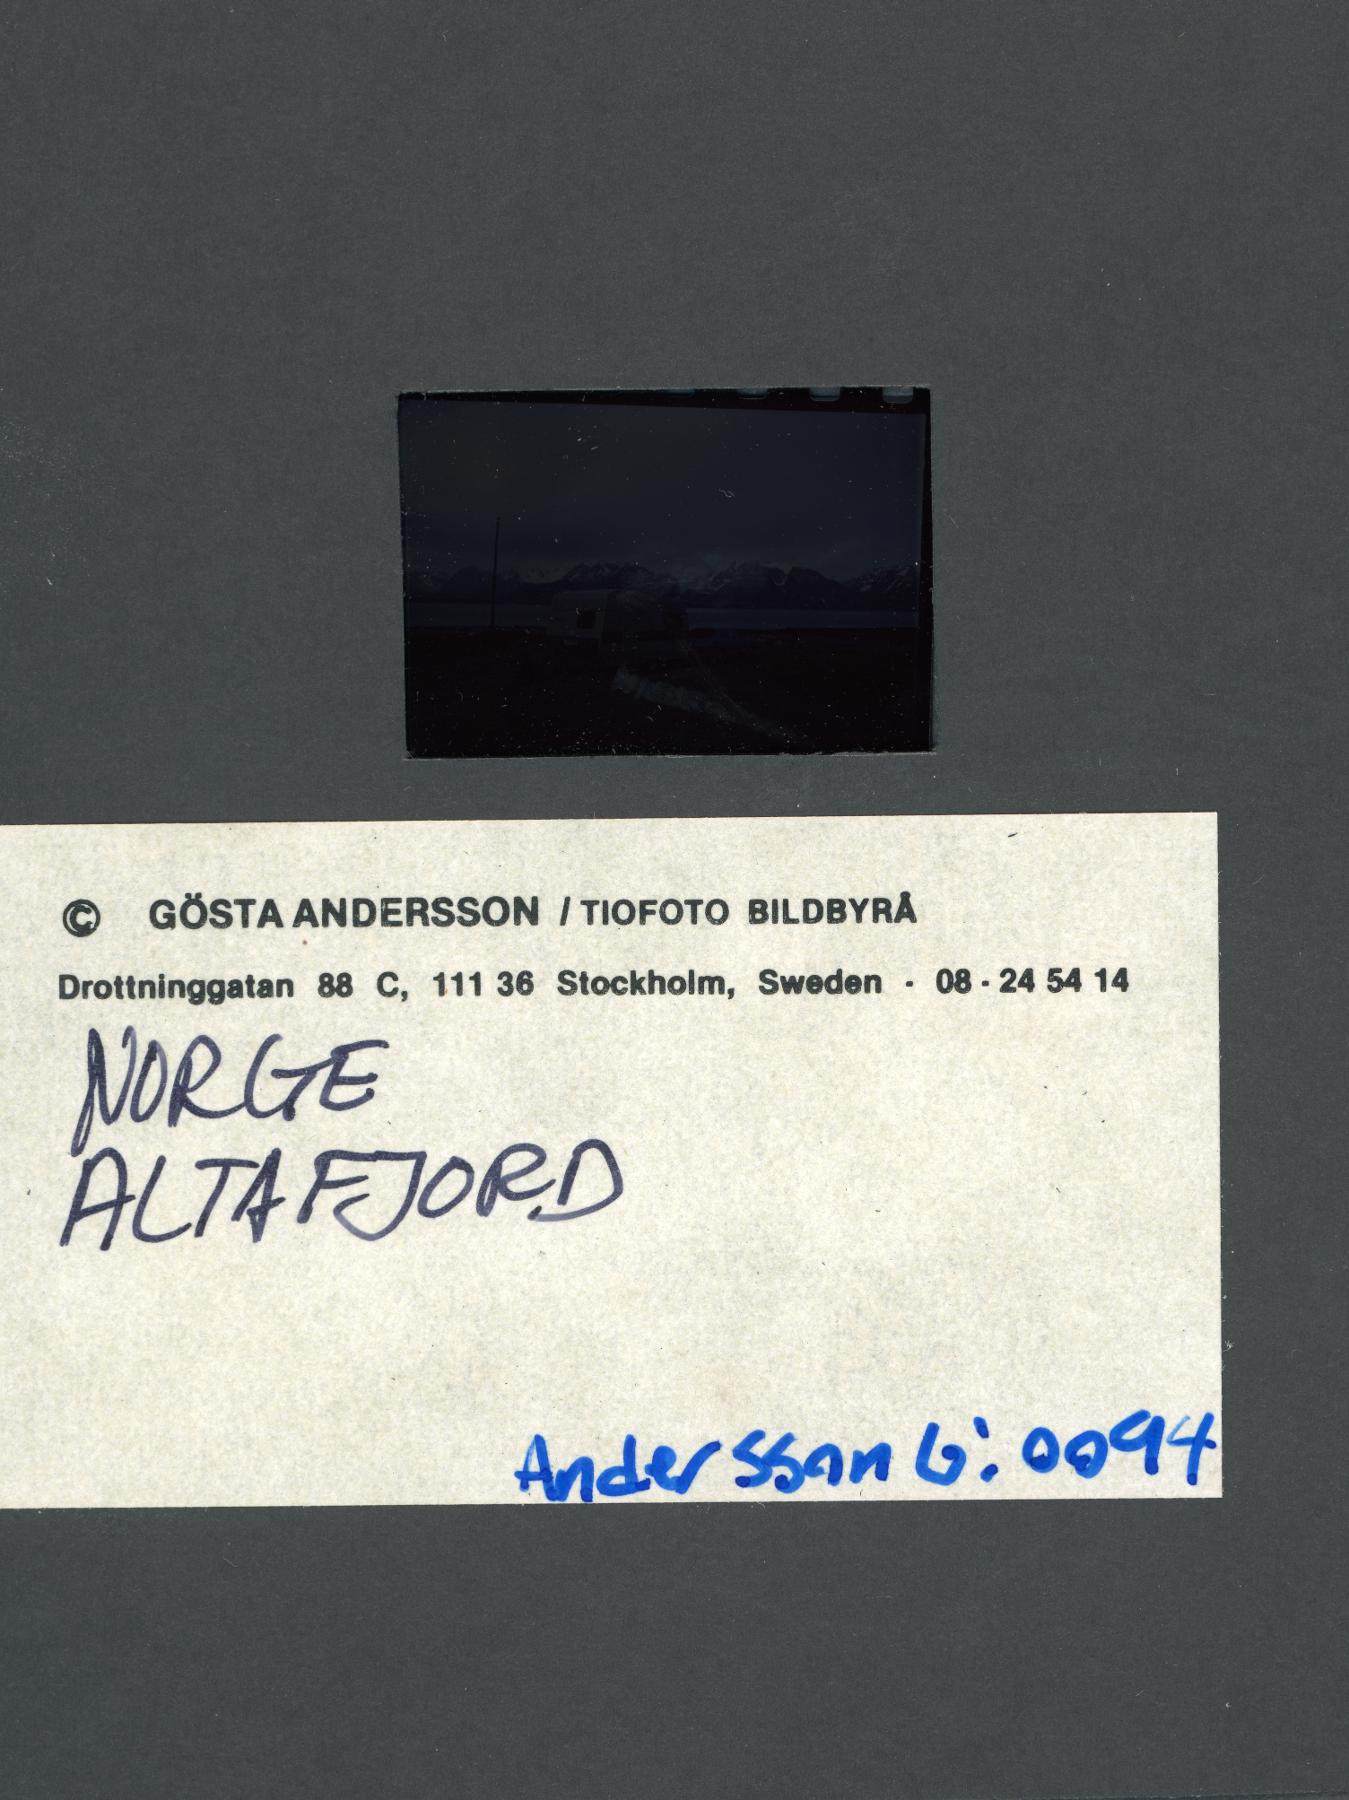 © GÖSTA ANDERSSON / TIOFOTO BILDBYRÅ
Drottninggatan 88 C, 111 36 Stockholm, Sweden · 08 - 24 54 14
NORGE
ALTAFJORD
Andersson G: 0094